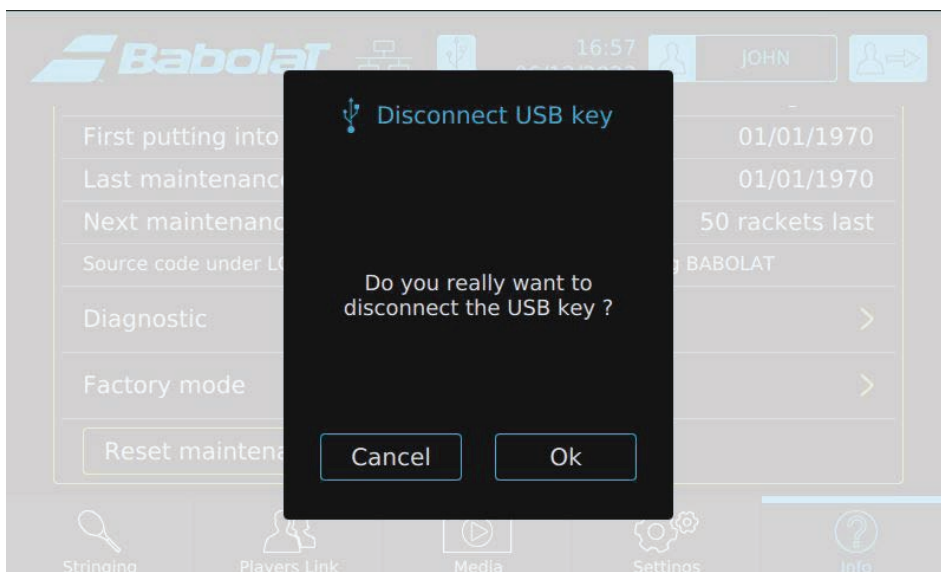 BabolaT
16:57
JOHN
Disconnect USB key
First putting into 01/01/1970
Last maintenance 01/01/1970
Next maintenanc 50 rackets last
Source code under BABOLAT
Do you really want to
disconnect the USB key ?
Diagnostic >
Factory mode >
Reset maintena
Cancel Ok
Stringing Players Link Media Settings Info